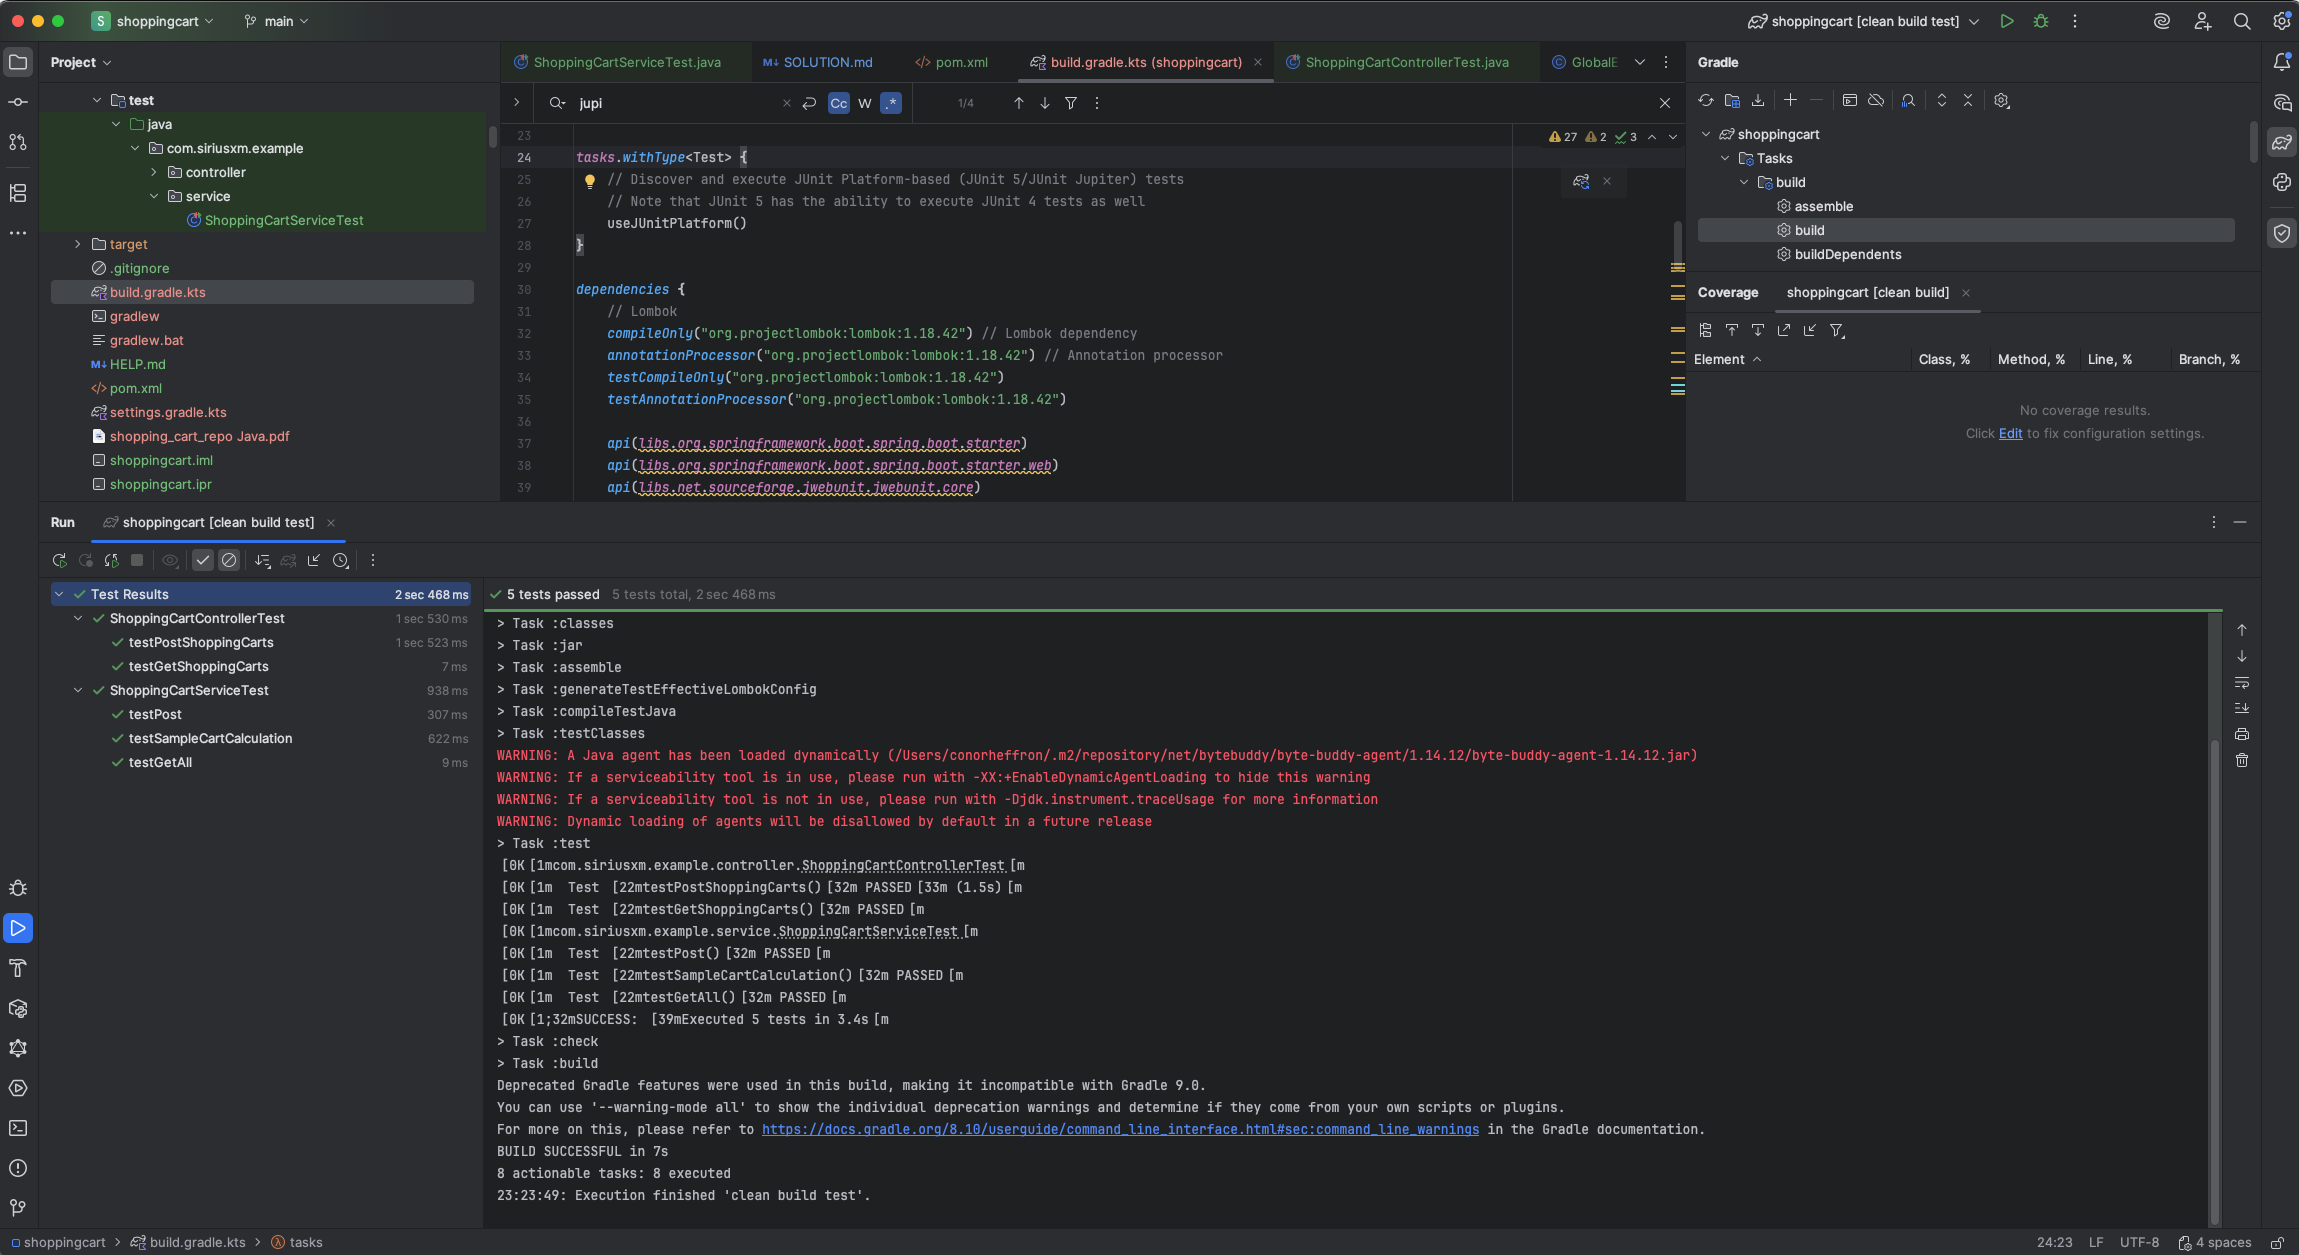 S shoppingcart
main
shoppingcart [clean build test]
Project
test
java
com.siriusxm.example
controller
service
ShoppingCartServiceTest
target
.gitignore
build.gradle.kts
gradlew
gradlew.bat
M↓ HELP.md
</> pom.xml
settings.gradle.kts
shopping_cart_repo Java.pdf
shoppingcart.iml
shoppingcart.ipr
ShoppingCartServiceTest.java
M↓ SOLUTION.md
</> pom.xml
build.gradle.kts (shoppingcart)
ShoppingCartControllerTest.java
GlobalE
jupi
Cc W .*
1/4
27 2 3
23
24 tasks.withType<Test> {
25 // Discover and execute JUnit Platform-based (JUnit 5/JUnit Jupiter) tests
26 // Note that JUnit 5 has the ability to execute JUnit 4 tests as well
27 useJUnitPlatform()
28 }
29
30 dependencies {
31 // Lombok
32 compileOnly("org.projectlombok:lombok:1.18.42") // Lombok dependency
33 annotationProcessor("org.projectlombok:lombok:1.18.42") // Annotation processor
34 testCompileOnly("org.projectlombok:lombok:1.18.42")
35 testAnnotationProcessor("org.projectlombok:lombok:1.18.42")
36
37 api(libs.org.springframework.boot.spring.boot.starter)
38 api(libs.org.springframework.boot.spring.boot.starter.web)
39 api(libs.net.sourceforge.jwebunit.jwebunit.core)
Gradle
shoppingcart
Tasks
build
assemble
build
buildDependents
Coverage
shoppingcart [clean build]
Element Class, % Method, % Line, % Branch, %
No coverage results.
Click Edit to fix configuration settings.
Run
shoppingcart [clean build test]
Test Results 2 sec 468 ms
ShoppingCartControllerTest 1 sec 530 ms
testPostShoppingCarts 1 sec 523 ms
testGetShoppingCarts 7 ms
ShoppingCartServiceTest 938 ms
testPost 307 ms
testSampleCartCalculation 622 ms
testGetAll 9 ms
5 tests passed 5 tests total, 2 sec 468 ms
> Task :classes
> Task :jar
> Task :assemble
> Task :generateTestEffectiveLombokConfig
> Task :compileTestJava
> Task :testClasses
WARNING: A Java agent has been loaded dynamically (/Users/conorheffron/.m2/repository/net/bytebuddy/byte-buddy-agent/1.14.12/byte-buddy-agent-1.14.12.jar)
WARNING: If a serviceability tool is in use, please run with -XX:+EnableDynamicAgentLoading to hide this warning
WARNING: If a serviceability tool is not in use, please run with -Djdk.instrument.traceUsage for more information
WARNING: Dynamic loading of agents will be disallowed by default in a future release
> Task :test
[0K[1mcom.siriusxm.example.controller.ShoppingCartControllerTest[m
[0K[1m  Test [22mtestPostShoppingCarts()[32m PASSED[33m (1.5s)[m
[0K[1m  Test [22mtestGetShoppingCarts()[32m PASSED[m
[0K[1mcom.siriusxm.example.service.ShoppingCartServiceTest[m
[0K[1m  Test [22mtestPost()[32m PASSED[m
[0K[1m  Test [22mtestSampleCartCalculation()[32m PASSED[m
[0K[1m  Test [22mtestGetAll()[32m PASSED[m
[0K[1;32mSUCCESS: [39mExecuted 5 tests in 3.4s[m
> Task :check
> Task :build
Deprecated Gradle features were used in this build, making it incompatible with Gradle 9.0.
You can use '--warning-mode all' to show the individual deprecation warnings and determine if they come from your own scripts or plugins.
For more on this, please refer to https://docs.gradle.org/8.10/userguide/command_line_interface.html#sec:command_line_warnings in the Gradle documentation.
BUILD SUCCESSFUL in 7s
8 actionable tasks: 8 executed
23:23:49: Execution finished 'clean build test'.
shoppingcart > build.gradle.kts > tasks
24:23 LF UTF-8 4 spaces